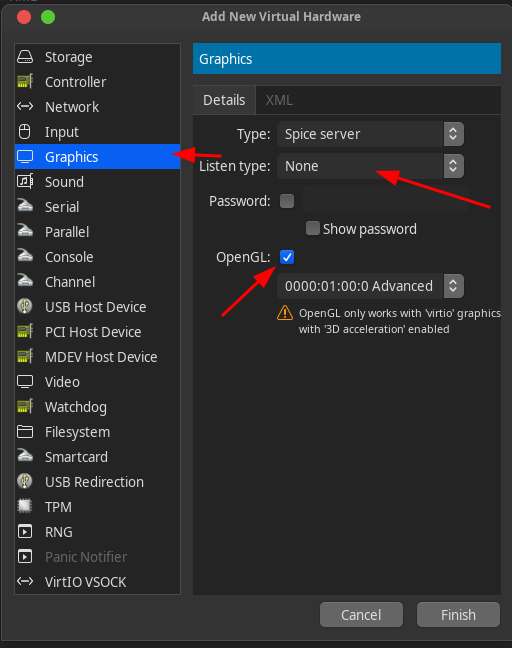 Add New Virtual Hardware
Storage
Controller
Network
Input
Graphics
Sound
Serial
Parallel
Console
Channel
USB Host Device
PCI Host Device
MDEV Host Device
Video
Watchdog
Filesystem
Smartcard
USB Redirection
TPM
RNG
Panic Notifier
VirtIO VSOCK
Graphics
Details XML
Type: Spice server
Listen type: None
Password:
Show password
OpenGL:
0000:01:00:0 Advanced
OpenGL only works with 'virtio' graphics
with '3D acceleration' enabled
Cancel Finish